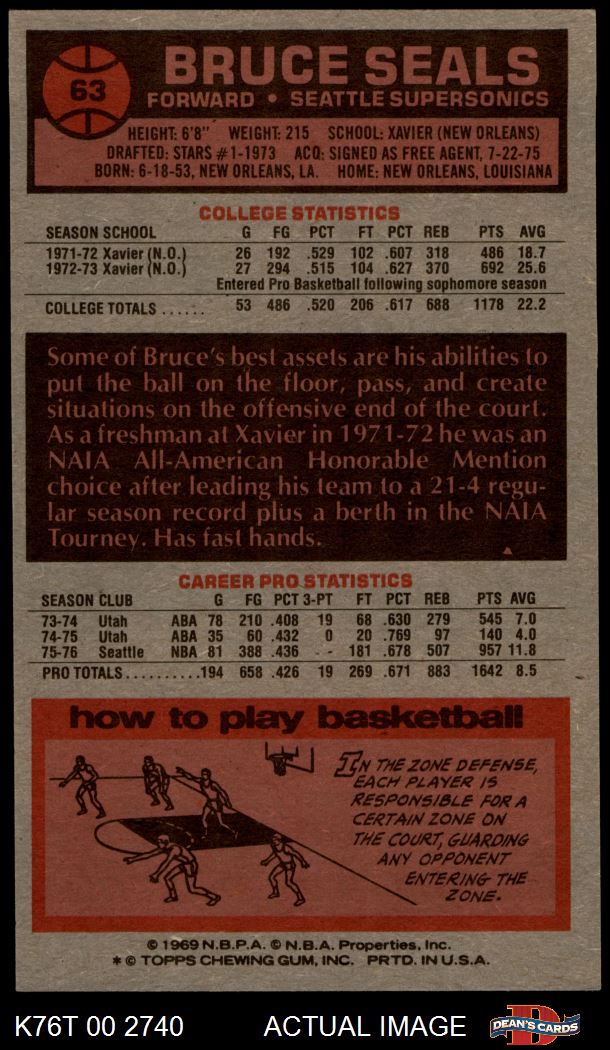 63
BRUCE SEALS
FORWARD • SEATTLE SUPERSONICS
HEIGHT: 6'8" WEIGHT: 215 SCHOOL: XAVIER (NEW ORLEANS)
DRAFTED: STARS #1-1973 ACQ: SIGNED AS FREE AGENT, 7-22-75
BORN: 6-18-53, NEW ORLEANS, LA. HOME: NEW ORLEANS, LOUISIANA
COLLEGE STATISTICS
SEASON SCHOOL G FG PCT FT PCT REB PTS AVG
1971-72 Xavier (N.O.) 26 192 .529 102 .607 318 486 18.7
1972-73 Xavier (N.O.) 27 294 .515 104 .627 370 692 25.6
Entered Pro Basketball following sophomore season
COLLEGE TOTALS ...... 53 486 .520 206 .617 688 1178 22.2
Some of Bruce's best assets are his abilities to
put the ball on the floor, pass, and create
situations on the offensive end of the court.
As a freshman at Xavier in 1971-72 he was an
NAIA All-American Honorable Mention
choice after leading his team to a 21-4 regu-
lar season record plus a berth in the NAIA
Tourney. Has fast hands.
CAREER PRO STATISTICS
SEASON CLUB G FG PCT 3-PT FT PCT REB PTS AVG
73-74 Utah ABA 78 210 .408 19 68 .630 279 545 7.0
74-75 Utah ABA 35 60 .432 0 20 .769 97 140 4.0
75-76 Seattle NBA 81 388 .436 -- 181 .678 507 957 11.8
PRO TOTALS..........194 658 .426 19 269 .671 883 1642 8.5
how to play basketball
IN THE ZONE DEFENSE,
EACH PLAYER IS
RESPONSIBLE FOR A
CERTAIN ZONE ON
THE COURT, GUARDING
ANY OPPONENT
ENTERING THE
ZONE.
© 1969 N.B.P.A. © N.B.A. Properties, Inc.
* © TOPPS CHEWING GUM, INC. PRTD. IN U.S.A.
K76T 00 2740 ACTUAL IMAGE
D
DEAN'S CARDS